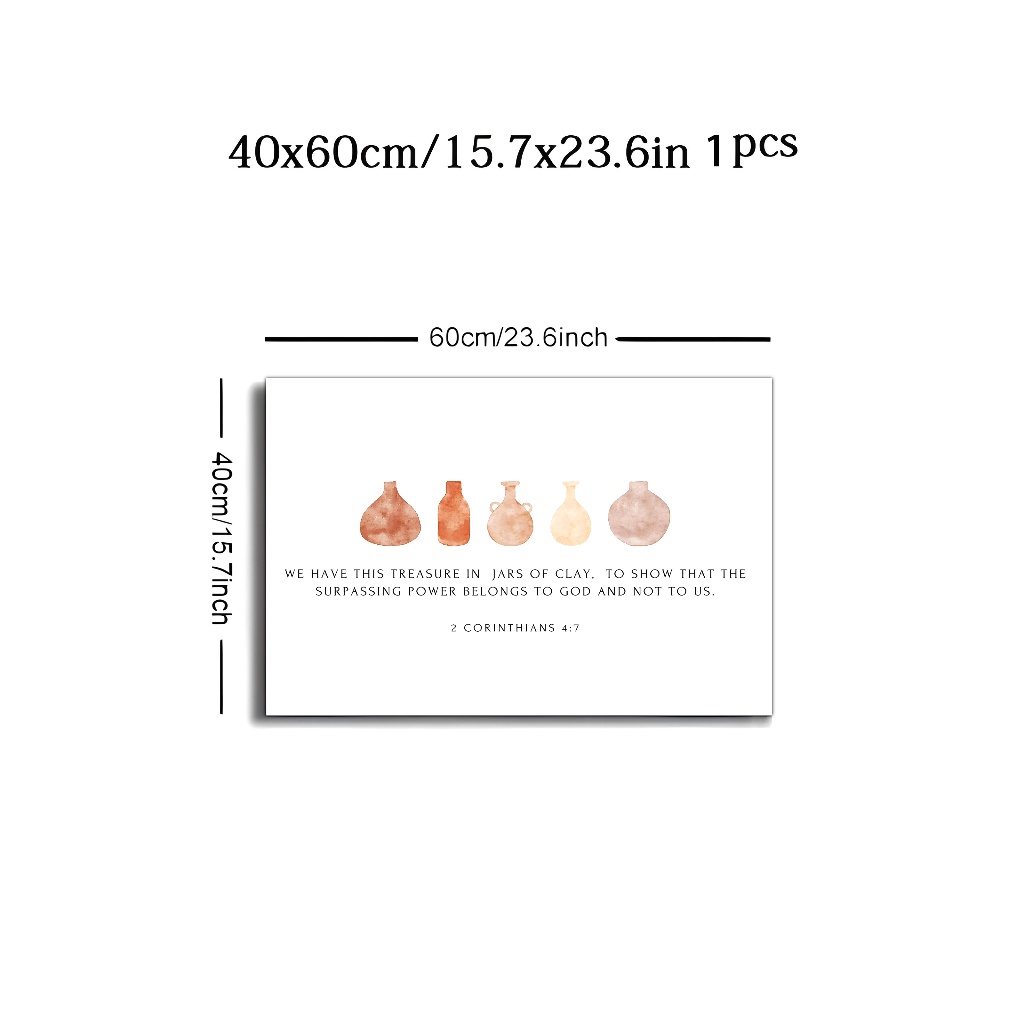 40x60cm/15.7x23.6in 1pcs
60cm/23.6inch
40cm/15.7inch
WE HAVE THIS TREASURE IN JARS OF CLAY, TO SHOW THAT THE
SURPASSING POWER BELONGS TO GOD AND NOT TO US.
2 CORINTHIANS 4:7